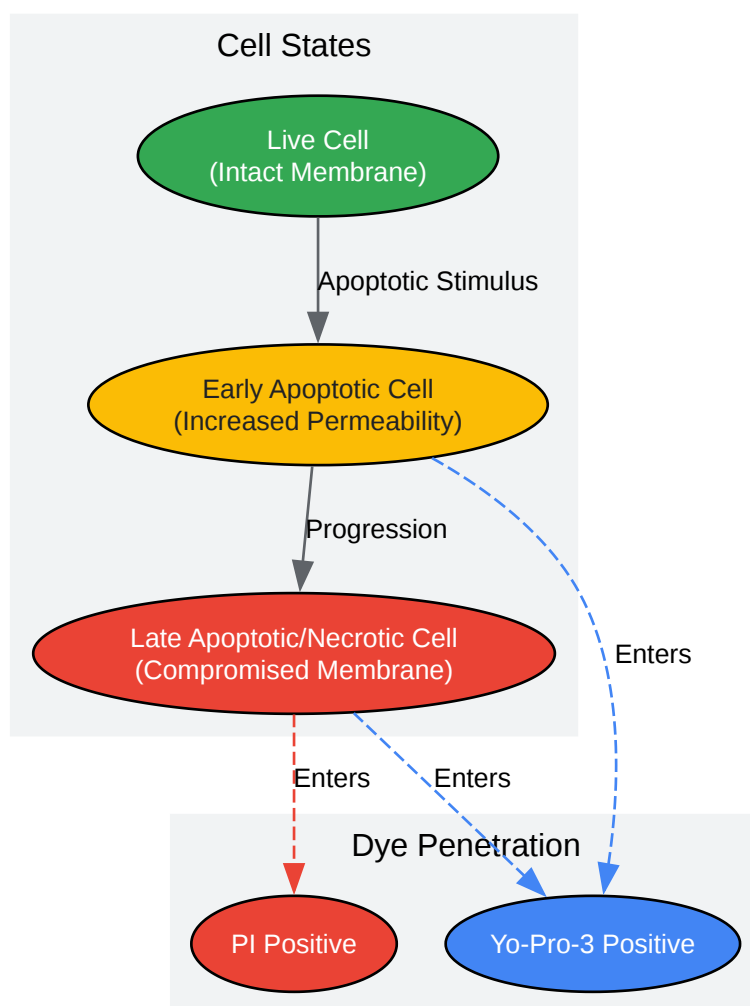 Cell States
Live Cell
(Intact Membrane)
Apoptotic Stimulus
Early Apoptotic Cell
(Increased Permeability)
Progression
Late Apoptotic/Necrotic Cell
(Compromised Membrane)
Enters
Enters
Enters
Dye Penetration
PI Positive
Yo-Pro-3 Positive